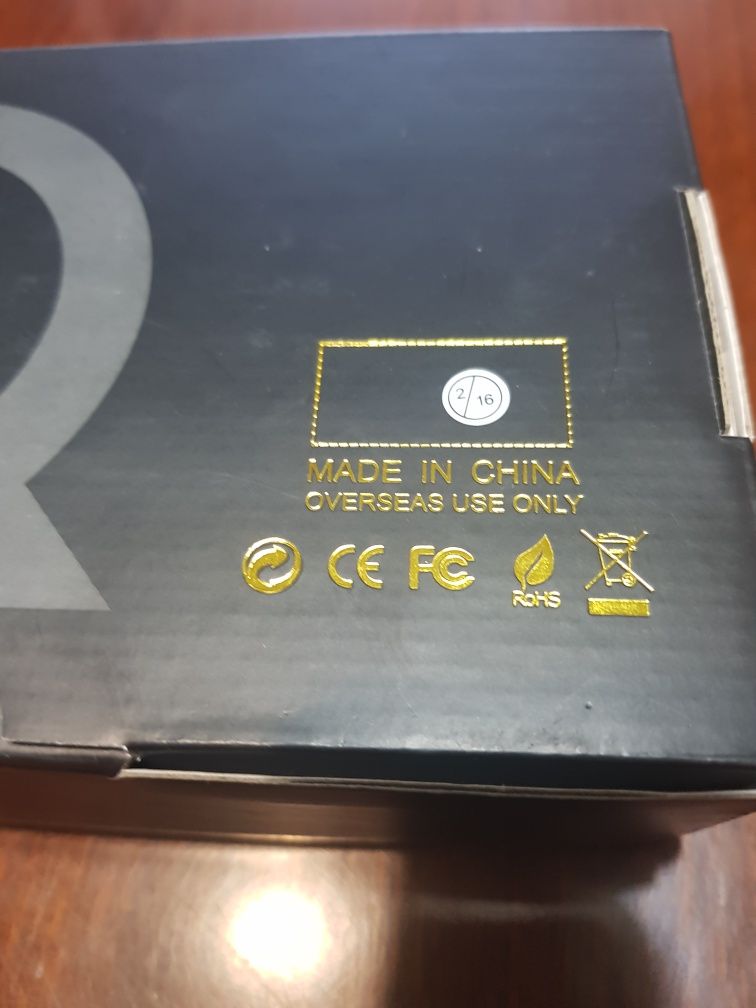 2/16
MADE IN CHINA
OVERSEAS USE ONLY
CE FC
RoHS